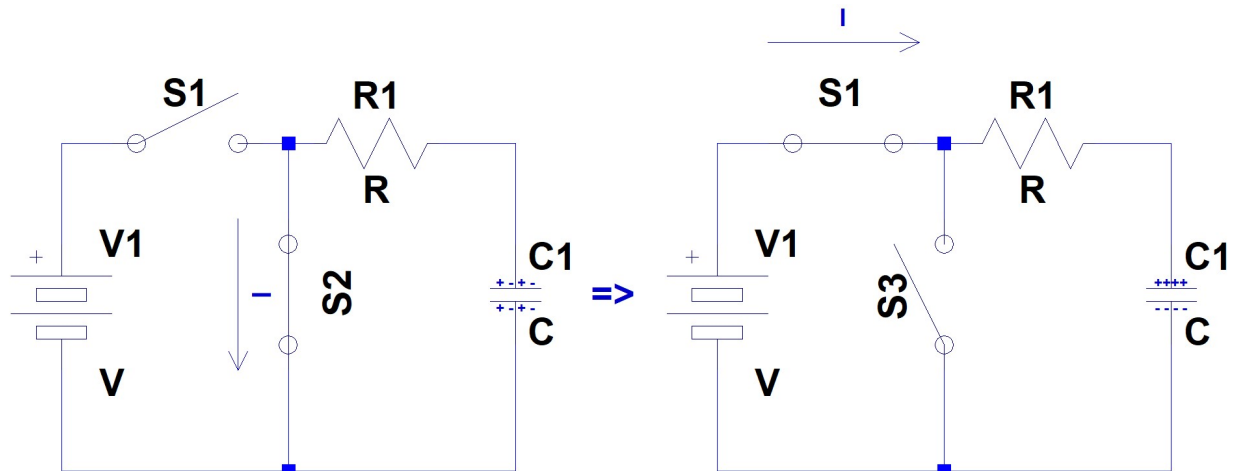 I
S1
R1
S1
R1
R
R
+
V1
+
V1
I
S2
C1
+-+-
+-+-
C
=>
S3
C1
++++
----
C
V
V